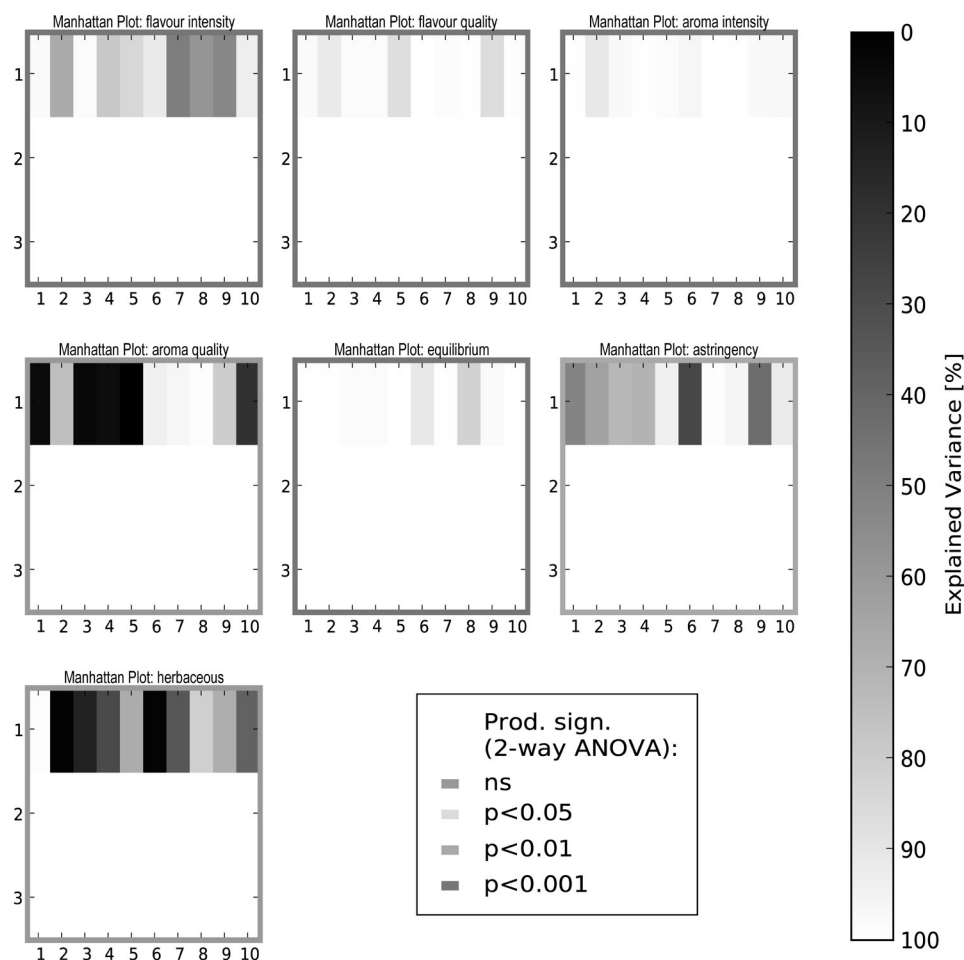 Manhattan Plot: flavour intensity
1
2
3
1 2 3 4 5 6 7 8 9 10
Manhattan Plot: flavour quality
1
2
3
1 2 3 4 5 6 7 8 9 10
Manhattan Plot: aroma intensity
1
2
3
1 2 3 4 5 6 7 8 9 10
Manhattan Plot: aroma quality
1
2
3
1 2 3 4 5 6 7 8 9 10
Manhattan Plot: equilibrium
1
2
3
1 2 3 4 5 6 7 8 9 10
Manhattan Plot: astringency
1
2
3
1 2 3 4 5 6 7 8 9 10
Manhattan Plot: herbaceous
1
2
3
1 2 3 4 5 6 7 8 9 10
Prod. sign.
(2-way ANOVA):
ns
p<0.05
p<0.01
p<0.001
0
10
20
30
40
50
60
70
80
90
100
Explained Variance [%]